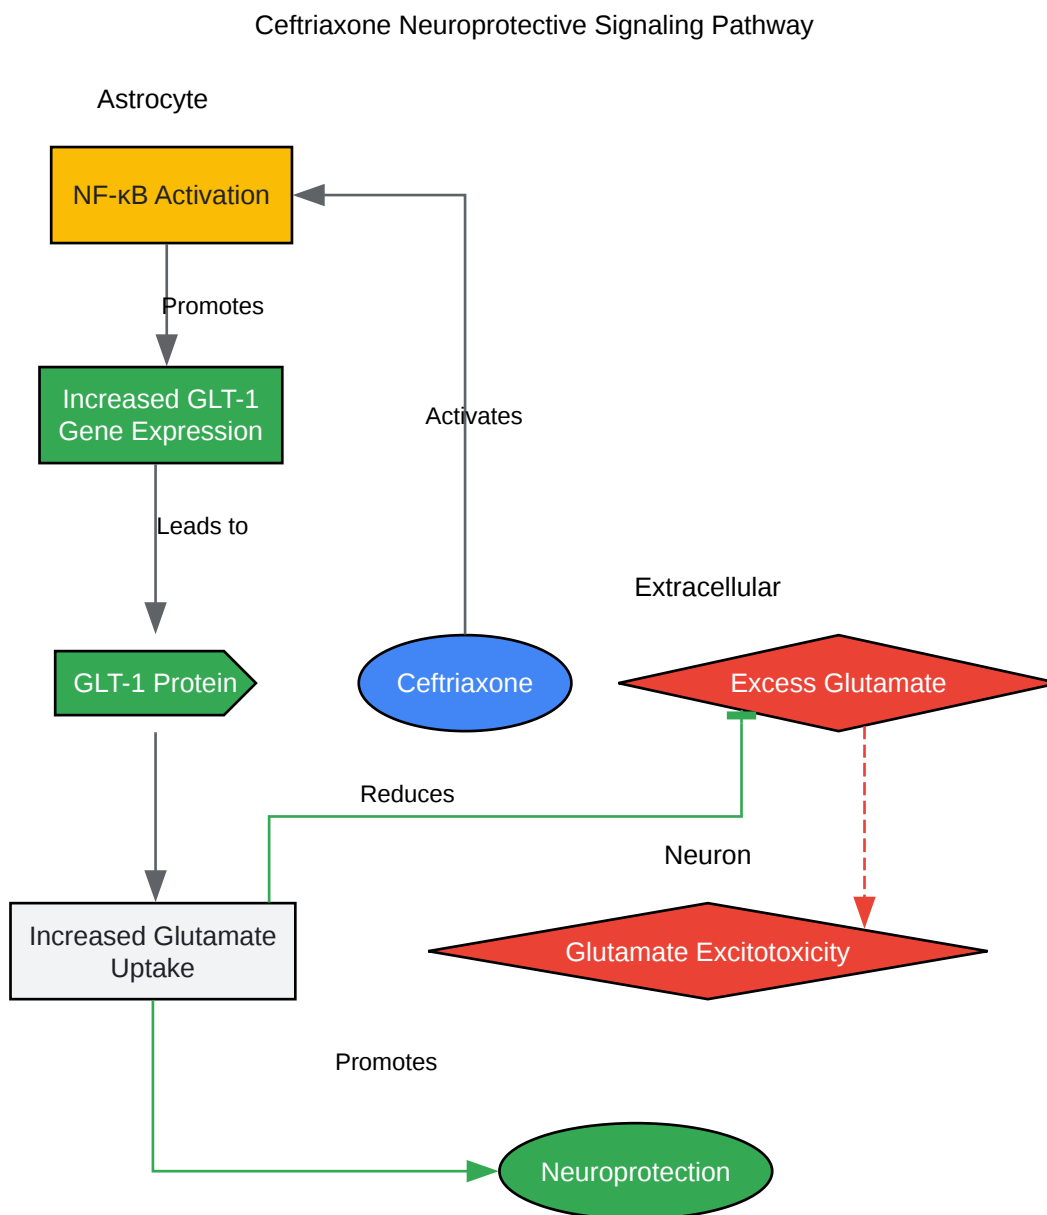 Ceftriaxone Neuroprotective Signaling Pathway
Astrocyte
NF-κB Activation
Promotes
Increased GLT-1
Gene Expression
Activates
Leads to
Extracellular
GLT-1 Protein
Ceftriaxone
Excess Glutamate
Reduces
Neuron
Increased Glutamate
Uptake
Glutamate Excitotoxicity
Promotes
Neuroprotection